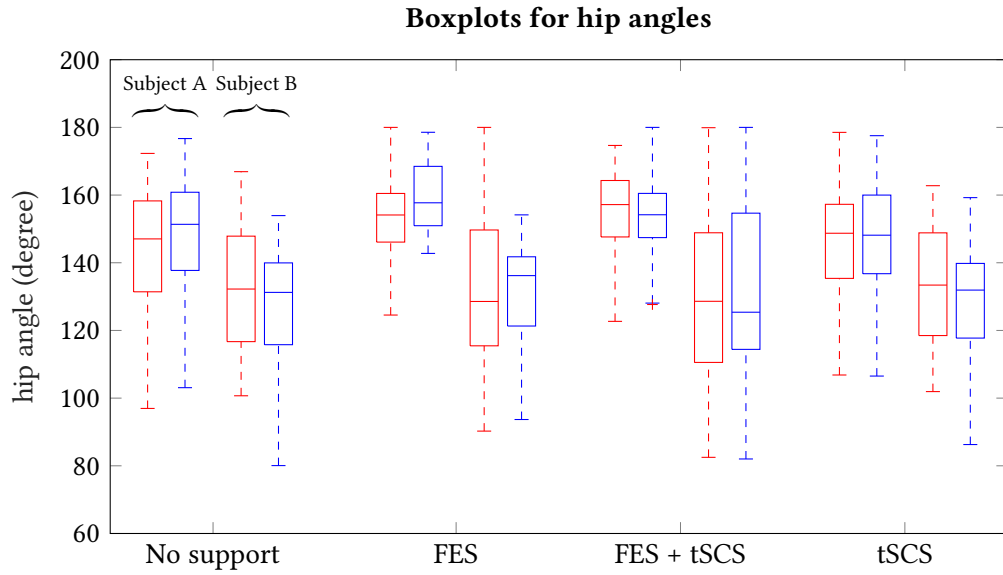 Boxplots for hip angles
200
180
160
140
120
100
80
60
hip angle (degree)
Subject A Subject B
No support FES FES + tSCS tSCS